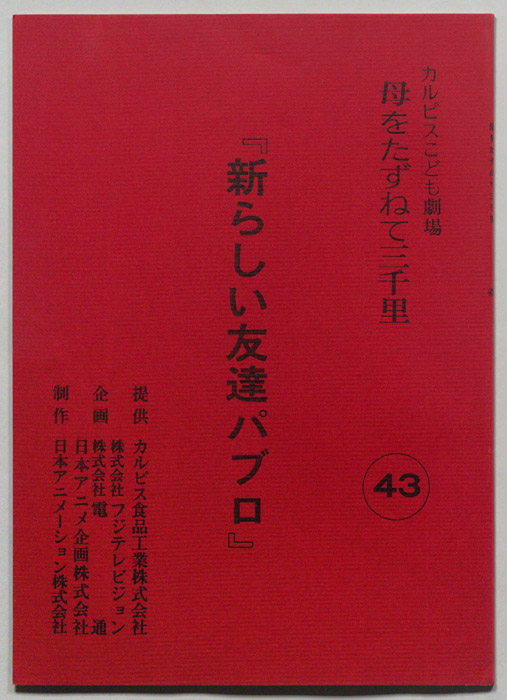 カルピスこども劇場
母をたずねて三千里
43
『新らしい友達パブロ』
提供 カルピス食品工業株式会社
株式会社フジテレビジョン
企画 株式会社電通
日本アニメ企画株式会社
制作 日本アニメーション株式会社